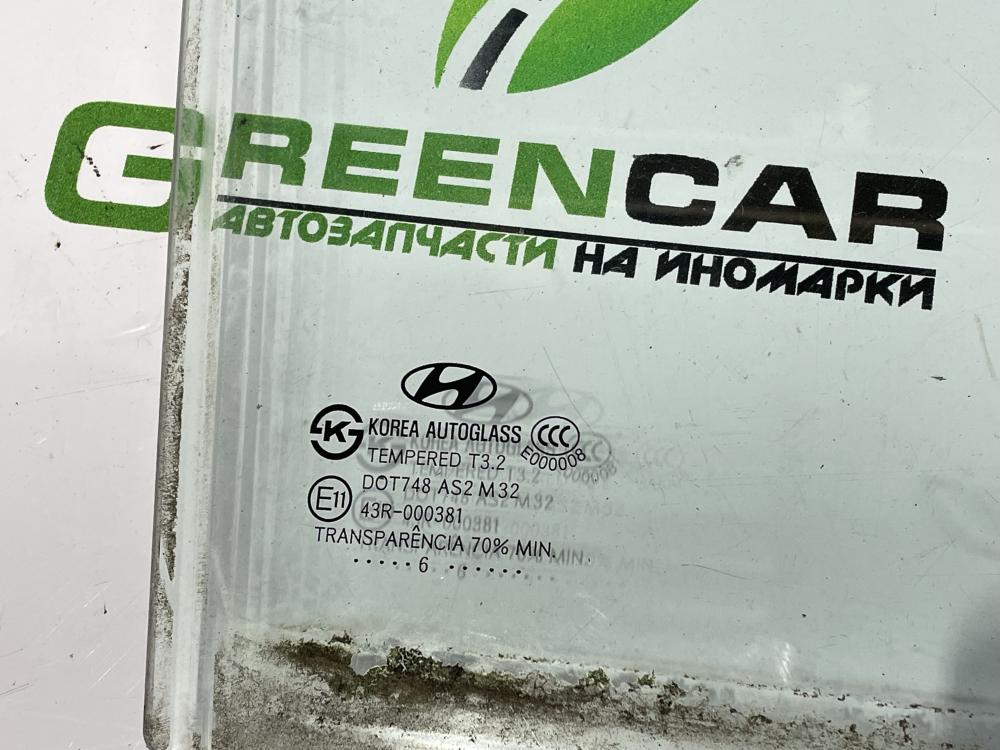 GREENCAR
АВТОЗАПЧАСТИ НА ИНОМАРКИ
KOREA AUTOGLASS
TEMPERED T3.2
CCC
E000008
K
DOT748 AS2 M32
E11
43R-000381
TRANSPARÊNCIA 70% MIN.
..... 6 ......